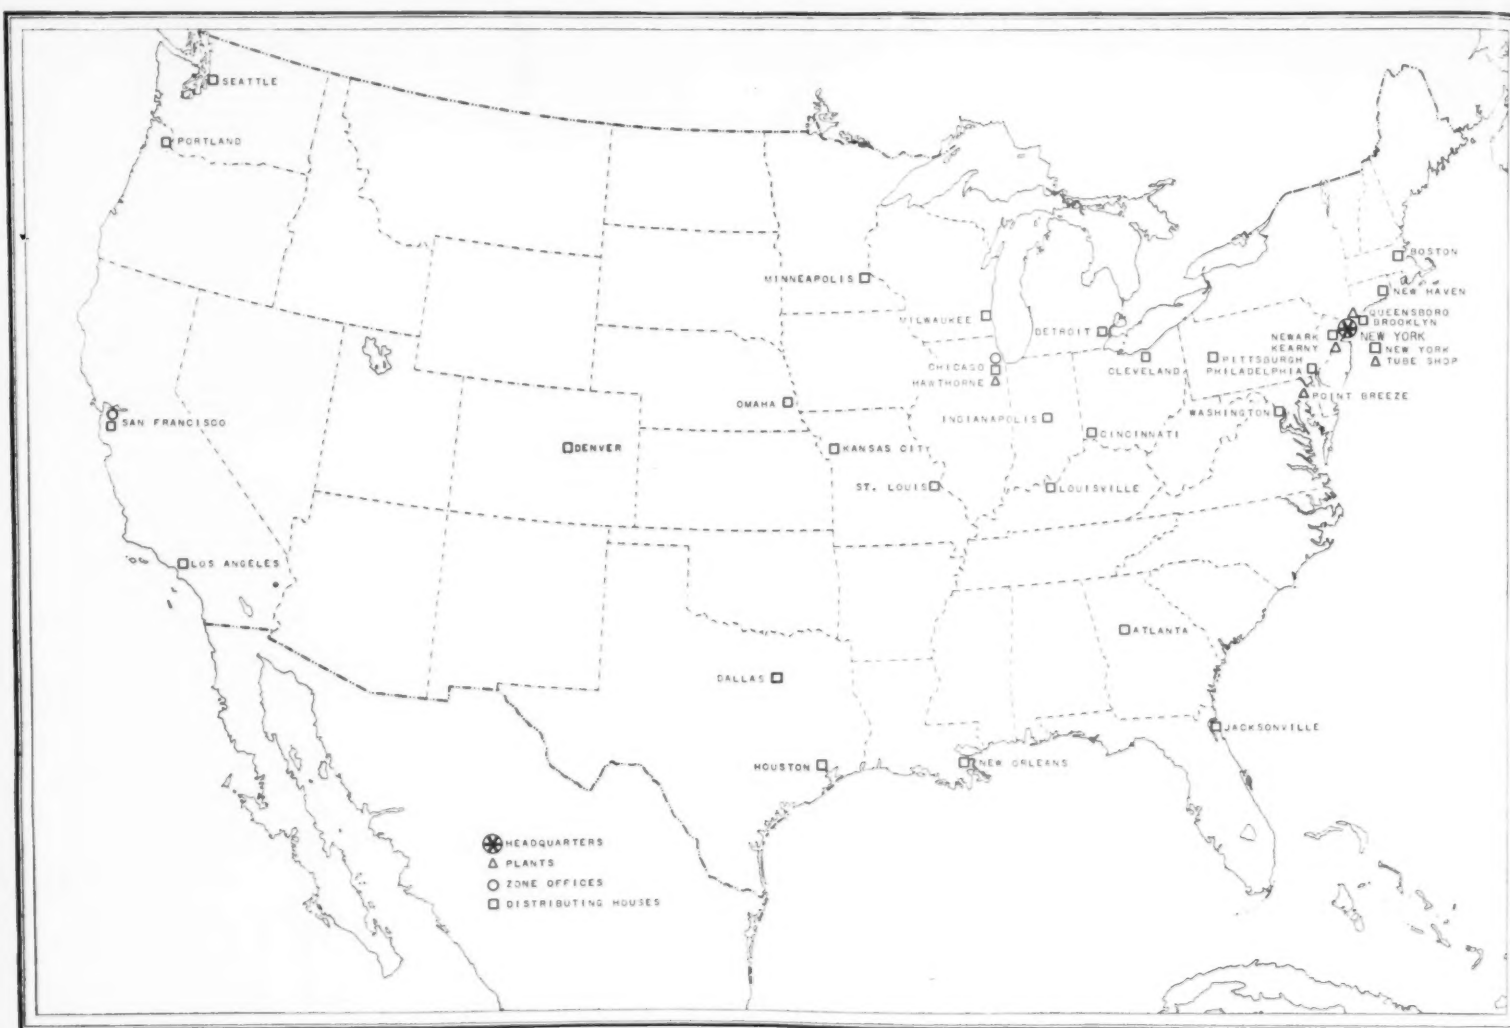 SEATTLE
PORTLAND
BOSTON
MINNEAPOLIS
NEW HAVEN
MILWAUKEE
DETROIT
QUEENSBORO
BROOKLYN
NEWARK
NEW YORK
KEARNY
NEW YORK
CHICAGO
CLEVELAND
PITTSBURGH
TUBE SHOP
PHILADELPHIA
HAWTHORNE
POINT BREEZE
OMAHA
WASHINGTON
INDIANAPOLIS
SAN FRANCISCO
CINCINNATI
DENVER
KANSAS CITY
ST. LOUIS
LOUISVILLE
LOS ANGELES
ATLANTA
DALLAS
JACKSONVILLE
HOUSTON
NEW ORLEANS
HEADQUARTERS
PLANTS
ZONE OFFICES
DISTRIBUTING HOUSES